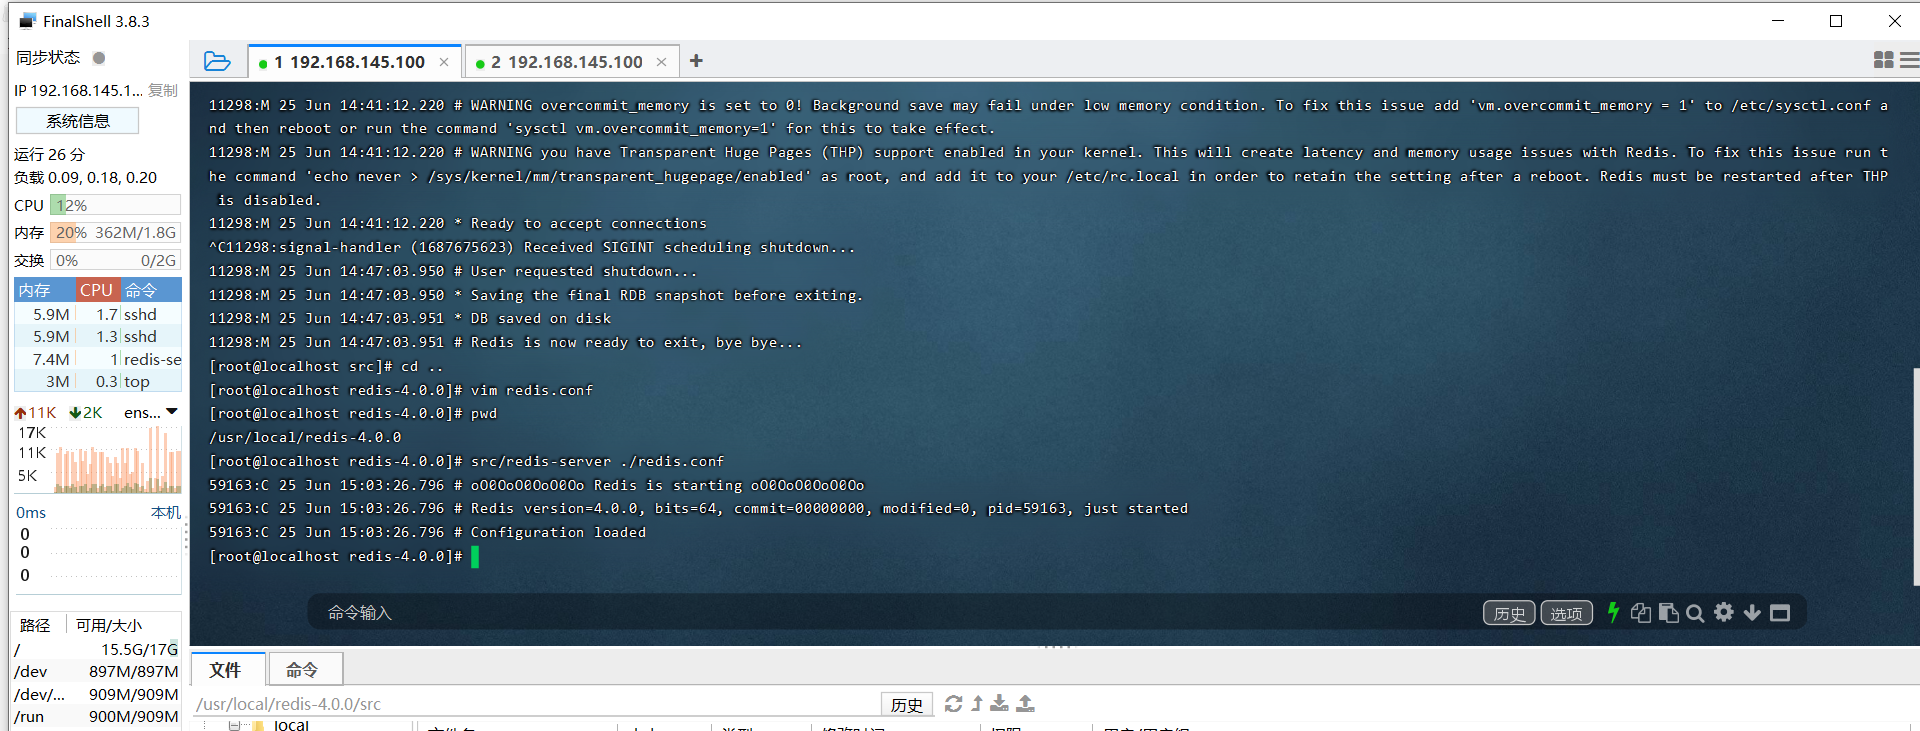 FinalShell 3.8.3
同步状态
1 192.168.145.100
2 192.168.145.100
IP 192.168.145.1... 复制
系统信息
运行 26 分
负载 0.09, 0.18, 0.20
CPU 12%
内存 20% 362M/1.8G
交换 0% 0/2G
内存 CPU 命令
5.9M 1.7 sshd
5.9M 1.3 sshd
7.4M 1 redis-se
3M 0.3 top
11K 2K ens...
17K
11K
5K
0ms 本机
0
0
0
路径 可用/大小
/ 15.5G/17G
/dev 897M/897M
/dev/... 909M/909M
/run 900M/909M
11298:M 25 Jun 14:41:12.220 # WARNING overcommit_memory is set to 0! Background save may fail under low memory condition. To fix this issue add 'vm.overcommit_memory = 1' to /etc/sysctl.conf a
nd then reboot or run the command 'sysctl vm.overcommit_memory=1' for this to take effect.
11298:M 25 Jun 14:41:12.220 # WARNING you have Transparent Huge Pages (THP) support enabled in your kernel. This will create latency and memory usage issues with Redis. To fix this issue run t
he command 'echo never > /sys/kernel/mm/transparent_hugepage/enabled' as root, and add it to your /etc/rc.local in order to retain the setting after a reboot. Redis must be restarted after THP
is disabled.
11298:M 25 Jun 14:41:12.220 * Ready to accept connections
^C11298:signal-handler (1687675623) Received SIGINT scheduling shutdown...
11298:M 25 Jun 14:47:03.950 # User requested shutdown...
11298:M 25 Jun 14:47:03.950 * Saving the final RDB snapshot before exiting.
11298:M 25 Jun 14:47:03.951 * DB saved on disk
11298:M 25 Jun 14:47:03.951 # Redis is now ready to exit, bye bye...
[root@localhost src]# cd ..
[root@localhost redis-4.0.0]# vim redis.conf
[root@localhost redis-4.0.0]# pwd
/usr/local/redis-4.0.0
[root@localhost redis-4.0.0]# src/redis-server ./redis.conf
59163:C 25 Jun 15:03:26.796 # oO0OoO0OoO0Oo Redis is starting oO0OoO0OoO0Oo
59163:C 25 Jun 15:03:26.796 # Redis version=4.0.0, bits=64, commit=00000000, modified=0, pid=59163, just started
59163:C 25 Jun 15:03:26.796 # Configuration loaded
[root@localhost redis-4.0.0]#
命令输入 历史 选项
文件 命令
/usr/local/redis-4.0.0/src 历史
local